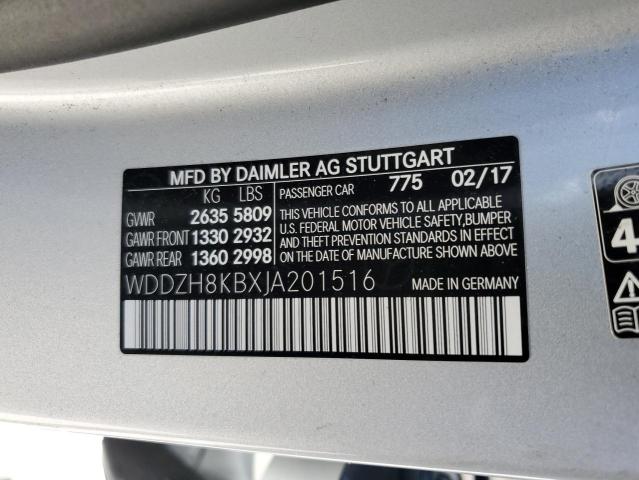 MFD BY DAIMLER AG STUTTGART
KG LBS
GVWR 2635 5809
GAWR FRONT 1330 2932
GAWR REAR 1360 2998
PASSENGER CAR 775 02/17
THIS VEHICLE CONFORMS TO ALL APPLICABLE
U.S. FEDERAL MOTOR VEHICLE SAFETY, BUMPER
AND THEFT PREVENTION STANDARDS IN EFFECT
ON THE DATE OF MANUFACTURE SHOWN ABOVE.
WDDZH8KBXJA201516 MADE IN GERMANY
4